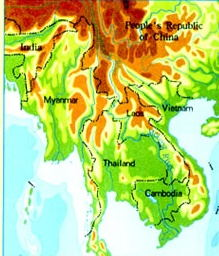 People's Republic
of China
India
Myanmar
Laos
Vietnam
Thailand
Cambodia